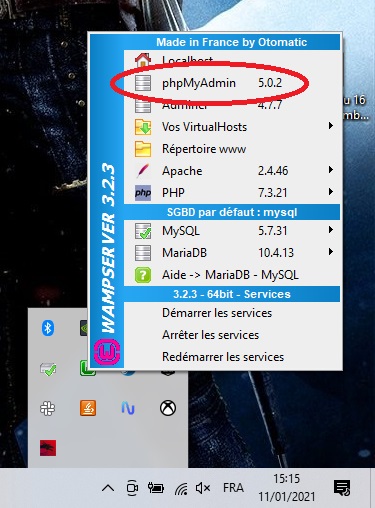 Made in France by Otomatic
Localhost
phpMyAdmin 5.0.2
Adminer 4.7.7
Vos VirtualHosts
Répertoire www
Apache 2.4.46
php PHP 7.3.21
SGBD par défaut : mysql
MySQL 5.7.31
MariaDB 10.4.13
Aide -> MariaDB - MySQL
3.2.3 - 64bit - Services
Démarrer les services
Arrêter les services
Redémarrer les services
WAMPSERVER 3.2.3
u 16
mb...
FRA
15:15
11/01/2021